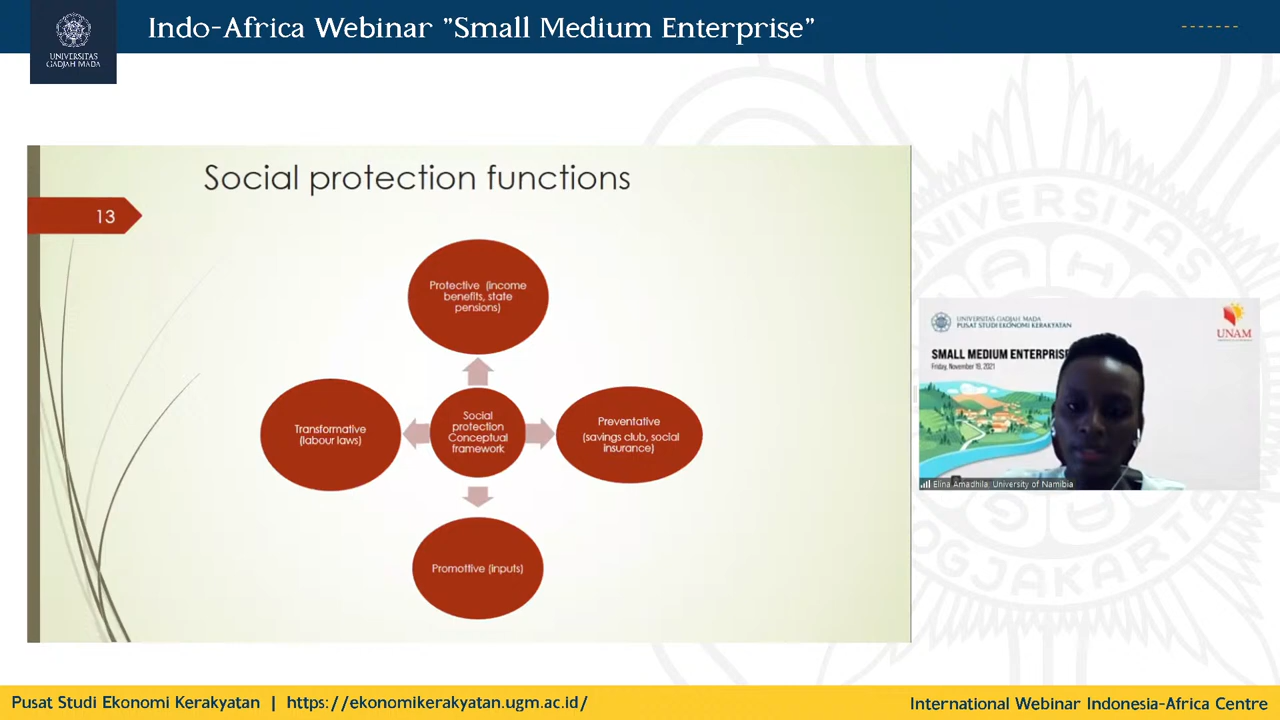 Indo-Africa Webinar "Small Medium Enterprise"
UNIVERSITAS
GADJAH MADA
Social protection functions
13
Protective (income
benefits, state
pensions)
Transformative
(labour laws)
Social
protection
Conceptual
framework
Preventative
(savings club, social
insurance)
Promottive (inputs)
UNIVERSITAS GADJAH MADA
PUSAT STUDI EKONOMI KERAKYATAN
UNAM
SMALL MEDIUM ENTERPRISE
Friday, November 19, 2021
Elina Amadhila: University of Namibia
Pusat Studi Ekonomi Kerakyatan | https://ekonomikerakyatan.ugm.ac.id/
International Webinar Indonesia-Africa Centre